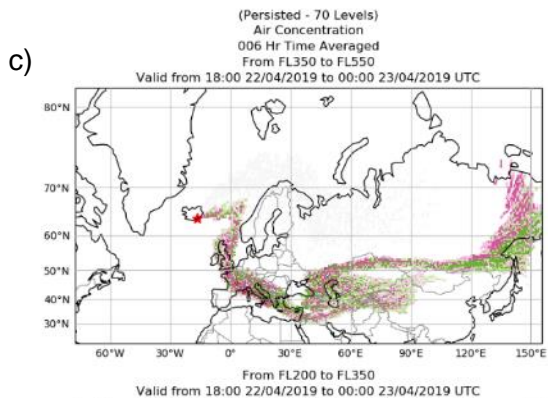 (Persisted - 70 Levels)
Air Concentration
006 Hr Time Averaged
From FL350 to FL550
Valid from 18:00 22/04/2019 to 00:00 23/04/2019 UTC
c)
80°N
70°N
60°N
50°N
40°N
30°N
60°W 30°W 0° 30°E 60°E 90°E 120°E 150°E
From FL200 to FL350
Valid from 18:00 22/04/2019 to 00:00 23/04/2019 UTC